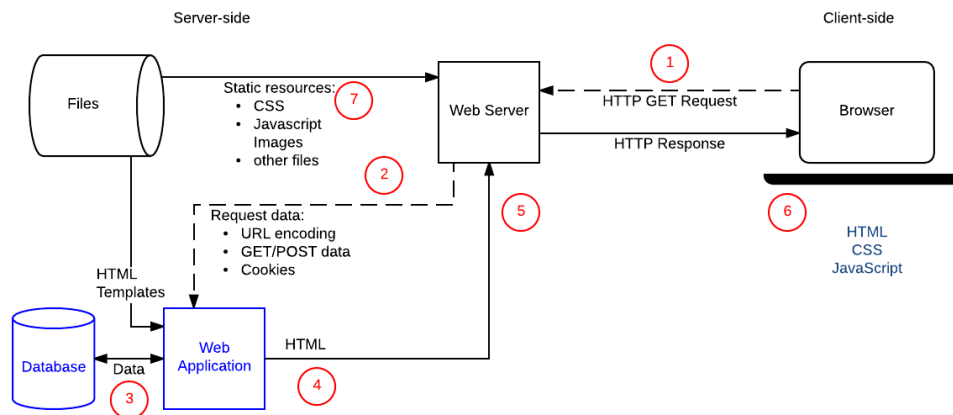 Server-side
Client-side
Files
Static resources:
• CSS
• Javascript
Images
• other files
7
Web Server
1
HTTP GET Request
HTTP Response
Browser
2
5
6
Request data:
• URL encoding
• GET/POST data
• Cookies
HTML
CSS
JavaScript
HTML
Templates
Database
Data
3
Web
Application
HTML
4